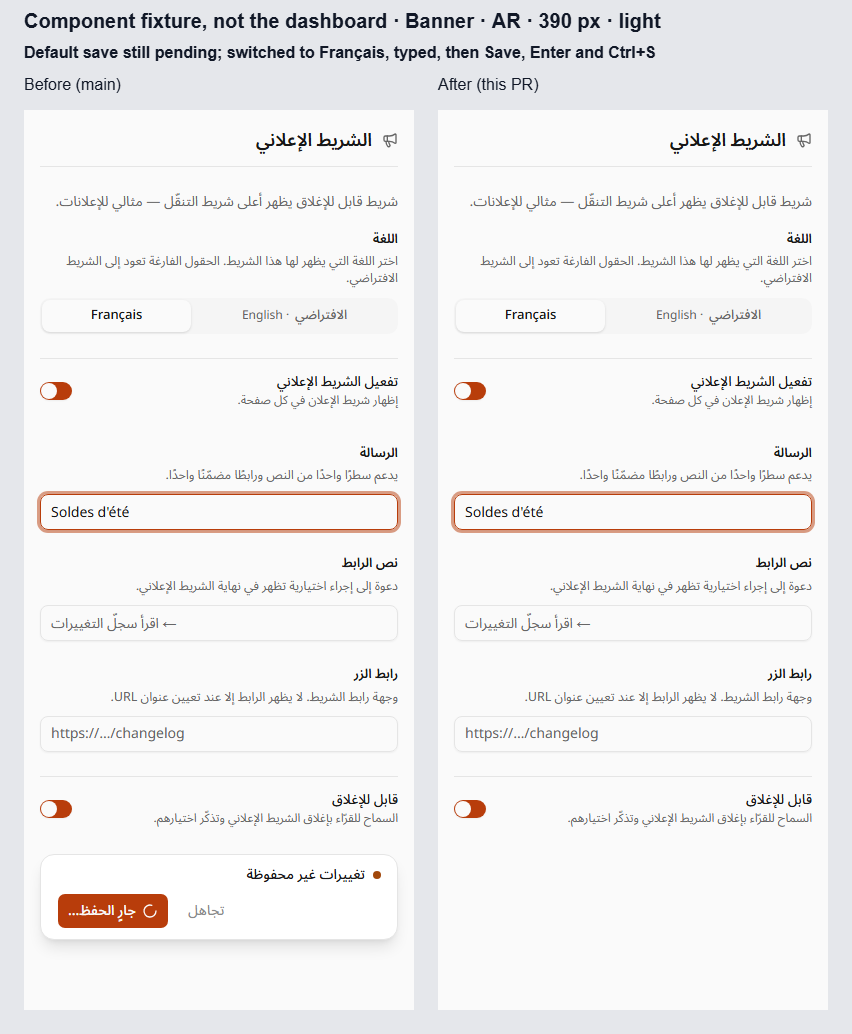 Component fixture, not the dashboard · Banner · AR · 390 px · light
Default save still pending; switched to Français, typed, then Save, Enter and Ctrl+S
Before (main)
الشريط الإعلاني
شريط قابل للإغلاق يظهر أعلى شريط التنقّل — مثالي للإعلانات.
اللغة
اختر اللغة التي يظهر لها هذا الشريط. الحقول الفارغة تعود إلى الشريط
الافتراضي.
الافتراضي · English
Français
تفعيل الشريط الإعلاني
إظهار شريط الإعلان في كل صفحة.
الرسالة
يدعم سطرًا واحدًا من النص ورابطًا مضمّنًا واحدًا.
Soldes d'été
نص الرابط
دعوة إلى إجراء اختيارية تظهر في نهاية الشريط الإعلاني.
اقرأ سجلّ التغييرات ←
رابط الزر
وجهة رابط الشريط. لا يظهر الرابط إلا عند تعيين عنوان URL.
https://.../changelog
قابل للإغلاق
السماح للقرّاء بإغلاق الشريط الإعلاني وتذكّر اختيارهم.
تغييرات غير محفوظة
تجاهل
جارٍ الحفظ...
After (this PR)
الشريط الإعلاني
شريط قابل للإغلاق يظهر أعلى شريط التنقّل — مثالي للإعلانات.
اللغة
اختر اللغة التي يظهر لها هذا الشريط. الحقول الفارغة تعود إلى الشريط
الافتراضي.
الافتراضي · English
Français
تفعيل الشريط الإعلاني
إظهار شريط الإعلان في كل صفحة.
الرسالة
يدعم سطرًا واحدًا من النص ورابطًا مضمّنًا واحدًا.
Soldes d'été
نص الرابط
دعوة إلى إجراء اختيارية تظهر في نهاية الشريط الإعلاني.
اقرأ سجلّ التغييرات ←
رابط الزر
وجهة رابط الشريط. لا يظهر الرابط إلا عند تعيين عنوان URL.
https://.../changelog
قابل للإغلاق
السماح للقرّاء بإغلاق الشريط الإعلاني وتذكّر اختيارهم.